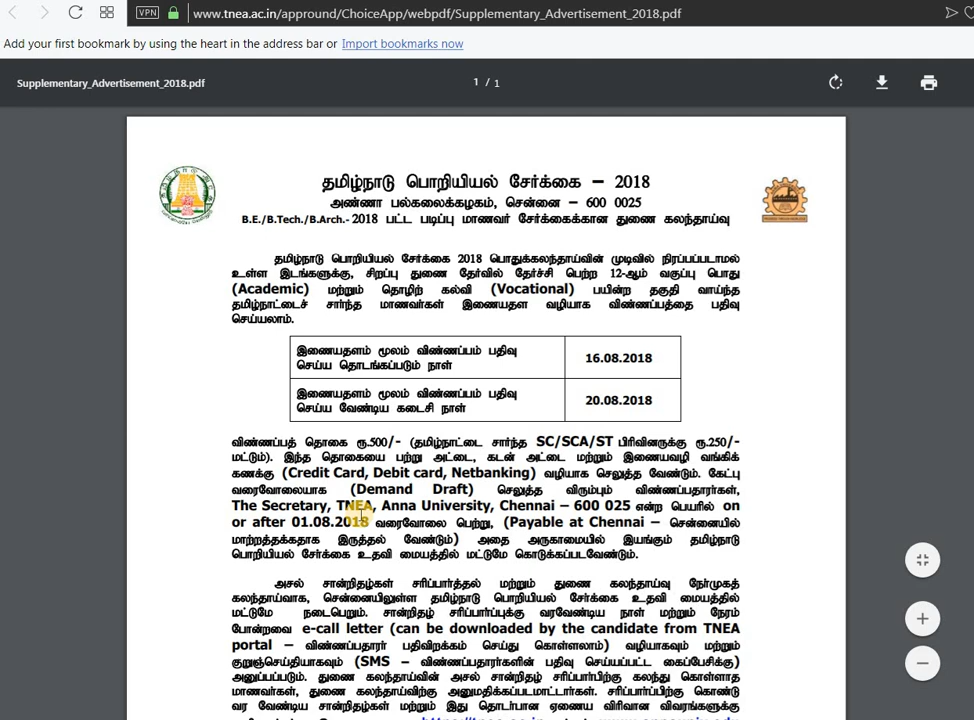 VPN
www.tnea.ac.in/appround/ChoiceApp/webpdf/Supplementary_Advertisement_2018.pdf
Add your first bookmark by using the heart in the address bar or Import bookmarks now
Supplementary_Advertisement_2018.pdf
1 / 1
தமிழ்நாடு பொறியியல் சேர்க்கை – 2018
அண்ணா பல்கலைக்கழகம், சென்னை – 600 0025
B.E./B.Tech./B.Arch.- 2018 பட்ட படிப்பு மாணவர் சேர்க்கைக்கான துணை கலந்தாய்வு
தமிழ்நாடு பொறியியல் சேர்க்கை 2018 பொதுக்கலந்தாய்வின் முடிவில் நிரப்பப்படாமல்
உள்ள இடங்களுக்கு, சிறப்பு துணை தேர்வில் தேர்ச்சி பெற்ற 12-ஆம் வகுப்பு பொது
(Academic) மற்றும் தொழிற் கல்வி (Vocational) பயின்ற தகுதி வாய்ந்த
தமிழ்நாட்டைச் சார்ந்த மாணவர்கள் இணையதள வழியாக விண்ணப்பத்தை பதிவு
செய்யலாம்.
இணையதளம் மூலம் விண்ணப்பம் பதிவு
செய்ய தொடங்கப்படும் நாள்
16.08.2018
இணையதளம் மூலம் விண்ணப்பம் பதிவு
செய்ய வேண்டிய கடைசி நாள்
20.08.2018
விண்ணப்பத் தொகை ரூ.500/- (தமிழ்நாட்டை சார்ந்த SC/SCA/ST பிரிவினருக்கு ரூ.250/-
மட்டும்). இந்த தொகையை பற்று அட்டை, கடன் அட்டை மற்றும் இணையவழி வங்கிக்
கணக்கு (Credit Card, Debit card, Netbanking) வழியாக செலுத்த வேண்டும். கேட்பு
வரைவோலையாக (Demand Draft) செலுத்த விரும்பும் விண்ணப்பதாரர்கள்,
The Secretary, TNEA, Anna University, Chennai – 600 025 என்ற பெயரில் on
or after 01.08.2018 வரைவோலை பெற்று, (Payable at Chennai – சென்னையில்
மாற்றத்தக்கதாக இருத்தல் வேண்டும்) அதை அருகாமையில் இயங்கும் தமிழ்நாடு
பொறியியல் சேர்க்கை உதவி மையத்தில் மட்டுமே கொடுக்கப்படவேண்டும்.
அசல் சான்றிதழ்கள் சரிப்பார்த்தல் மற்றும் துணை கலந்தாய்வு நேர்முகத்
கலந்தாய்வாக, சென்னையிலுள்ள தமிழ்நாடு பொறியியல் சேர்க்கை உதவி மையத்தில்
மட்டுமே நடைபெறும். சான்றிதழ் சரிபார்ப்புக்கு வரவேண்டிய நாள் மற்றும் நேரம்
போன்றவை e-call letter (can be downloaded by the candidate from TNEA
portal – விண்ணப்பதாரர் பதிவிறக்கம் செய்து கொள்ளலாம்) வழியாகவும் மற்றும்
குறுஞ்செய்தியாகவும் (SMS – விண்ணப்பதாரர்களின் பதிவு செய்யப்பட்ட கைப்பேசிக்கு)
அனுப்பப்படும். துணை கலந்தாய்வின் அசல் சான்றிதழ் சரிபார்பிற்கு கலந்து கொள்ளாத
மாணவர்கள், துணை கலந்தாய்விற்கு அனுமதிக்கப்படமாட்டார்கள். சரிப்பார்ப்பிற்கு கொண்டு
வர வேண்டிய சான்றிதழ்கள் மற்றும் இது தொடர்பான ஏனைய விரிவான விவரங்களுக்கு